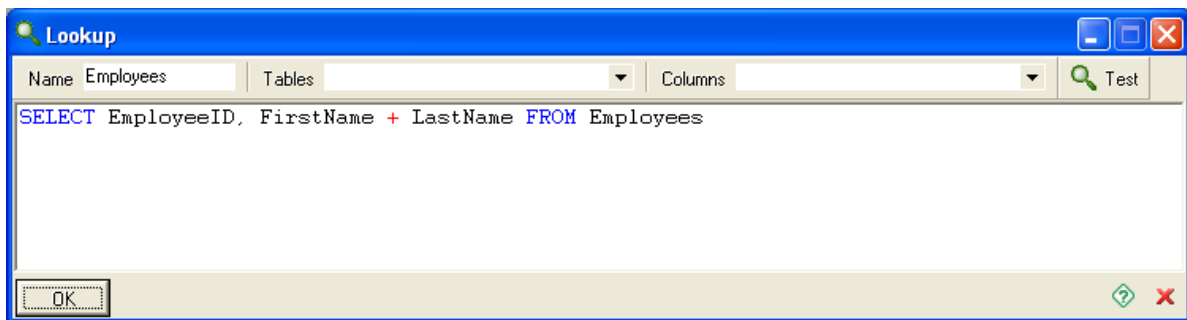 Lookup
Name Employees Tables Columns Test
SELECT EmployeeID, FirstName + LastName FROM Employees
OK